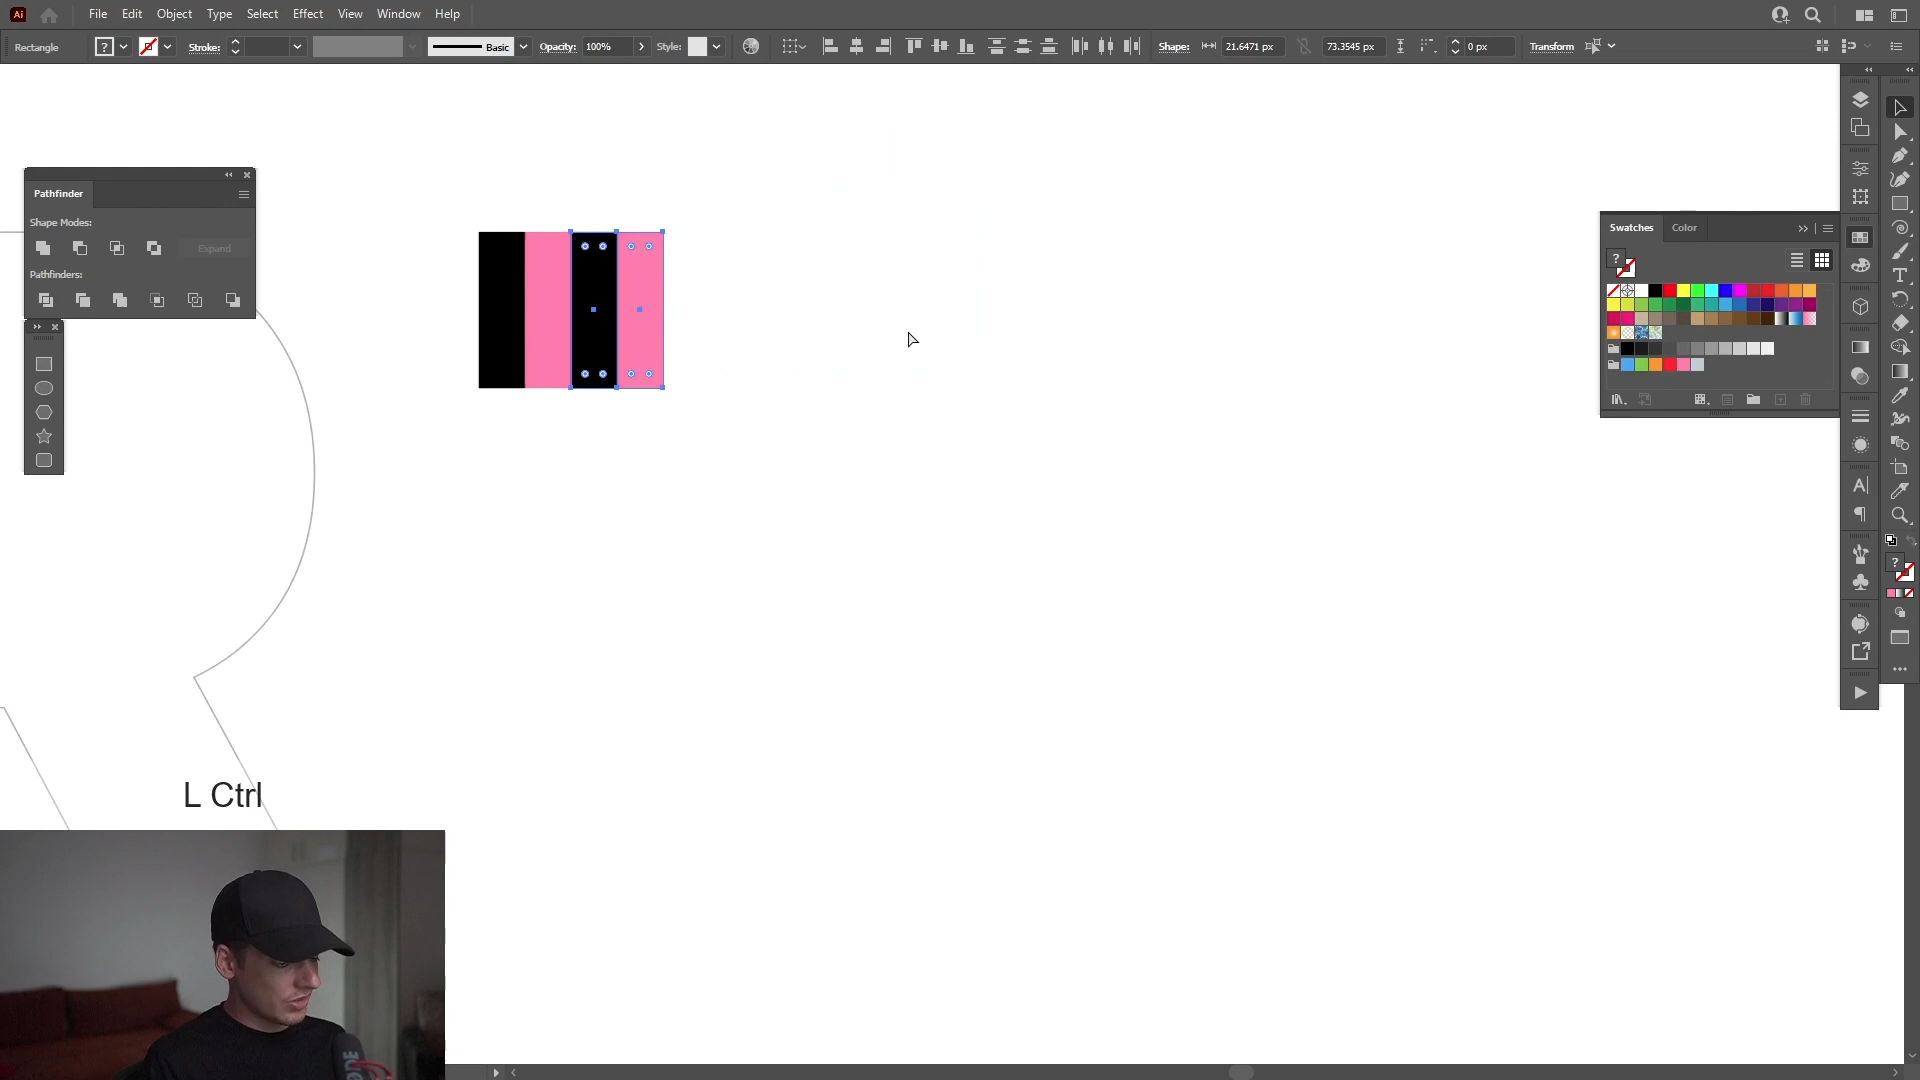 Ai
File Edit Object Type Select Effect View Window Help
Rectangle
?
Stroke:
Basic
Opacity:
100%
Style:
Shape:
21.6471 px
73.3545 px
0 px
Transform
Pathfinder
Shape Modes:
Expand
Pathfinders:
Swatches
Color
?
A
?
L Ctrl